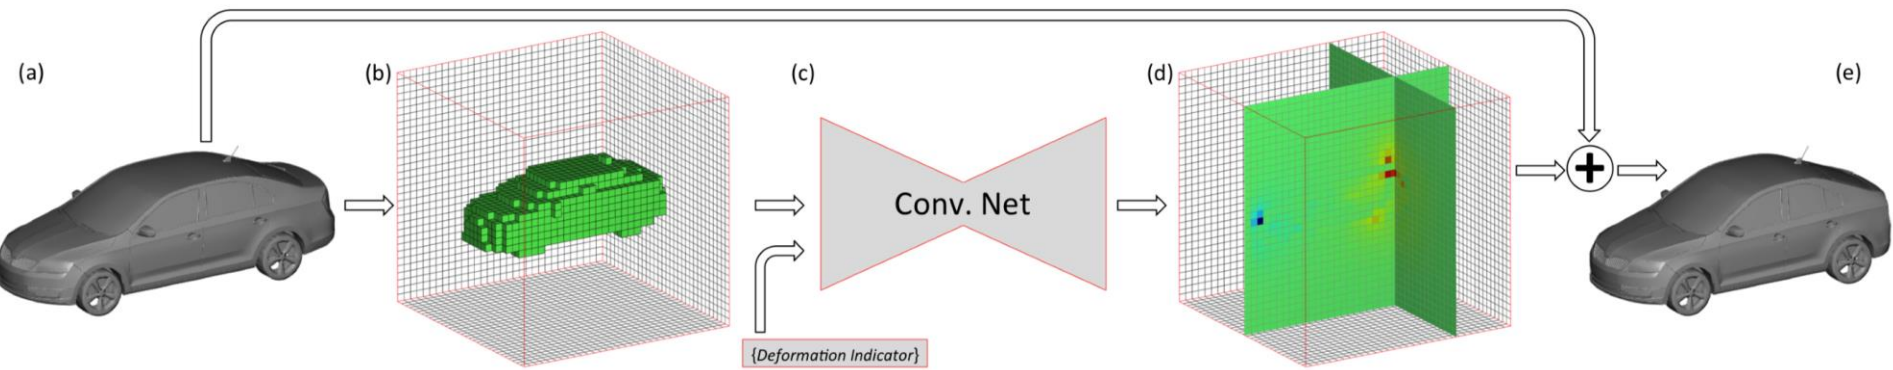 (a)
(b)
(c)
(d)
(e)
Conv. Net
{Deformation Indicator}